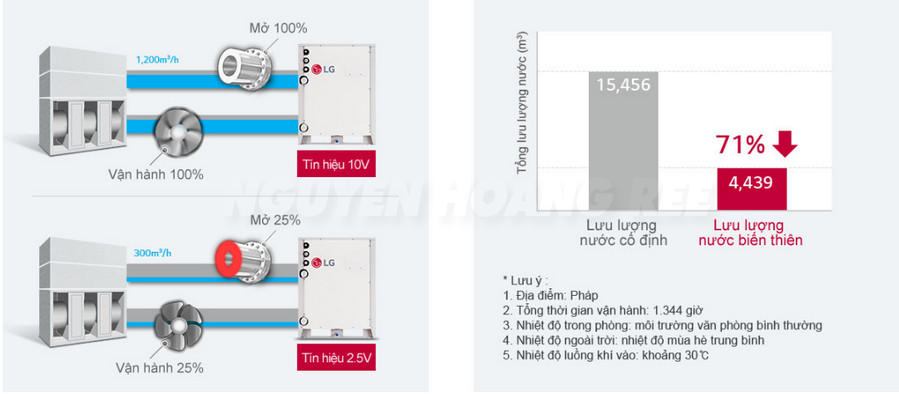 Mở 100%
1,200m³/h
LG
Vận hành 100%
Tín hiệu 10V
Mở 25%
300m³/h
LG
Vận hành 25%
Tín hiệu 2.5V
NGUYEN HOANG REE
Tổng lưu lượng nước (m³)
15,456
71%
4,439
Lưu lượng
nước cố định
Lưu lượng
nước biến thiên
* Lưu ý :
1. Địa điểm: Pháp
2. Tổng thời gian vận hành: 1.344 giờ
3. Nhiệt độ trong phòng: môi trường văn phòng bình thường
4. Nhiệt độ ngoài trời: nhiệt độ mùa hè trung bình
5. Nhiệt độ luồng khí vào: khoảng 30℃